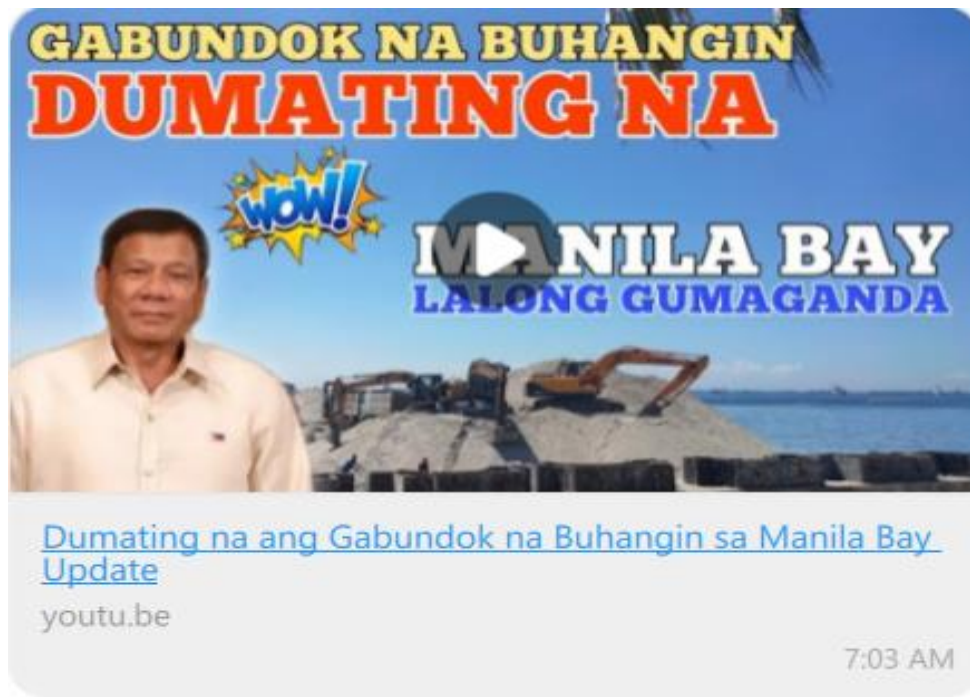 GABUNDOK NA BUHANGIN
DUMATING NA
WOW!
MANILA BAY
LALONG GUMAGANDA
Dumating na ang Gabundok na Buhangin sa Manila Bay
Update
youtu.be
7:03 AM